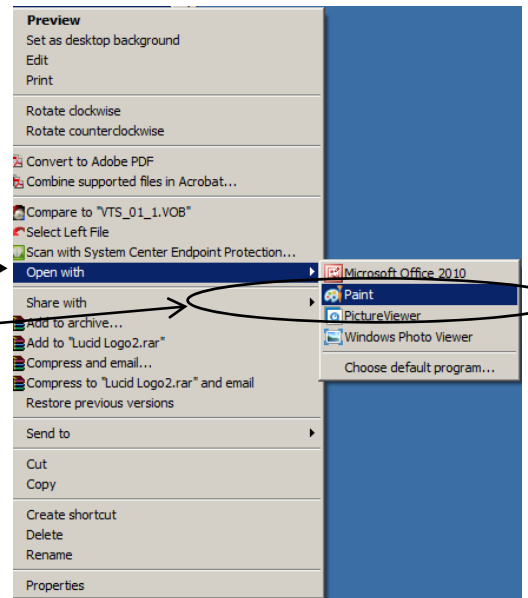 Preview
Set as desktop background
Edit
Print
Rotate clockwise
Rotate counterclockwise
Convert to Adobe PDF
Combine supported files in Acrobat...
Compare to "VTS_01_1.VOB"
Select Left File
Scan with System Center Endpoint Protection...
Open with
Share with
Add to archive...
Add to "Lucid Logo2.rar"
Compress and email...
Compress to "Lucid Logo2.rar" and email
Restore previous versions
Send to
Cut
Copy
Create shortcut
Delete
Rename
Properties
Microsoft Office 2010
Paint
PictureViewer
Windows Photo Viewer
Choose default program...